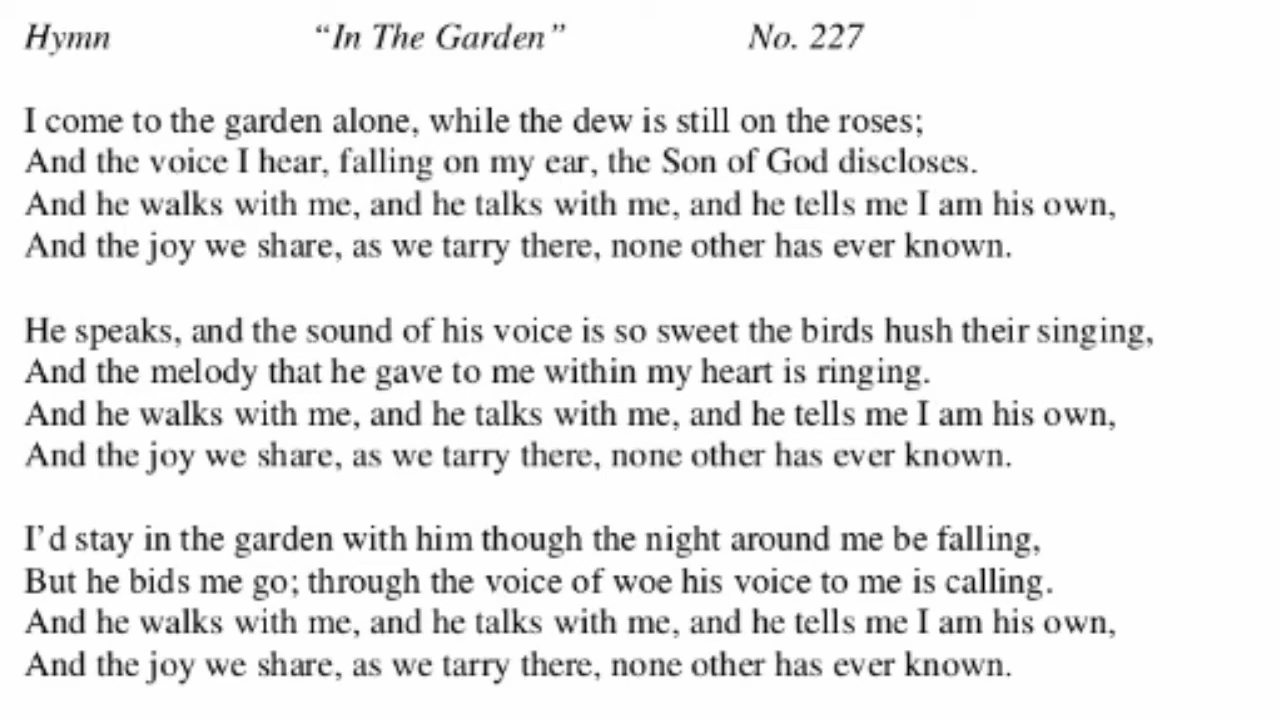 Hymn “In The Garden” No. 227
I come to the garden alone, while the dew is still on the roses;
And the voice I hear, falling on my ear, the Son of God discloses.
And he walks with me, and he talks with me, and he tells me I am his own,
And the joy we share, as we tarry there, none other has ever known.
He speaks, and the sound of his voice is so sweet the birds hush their singing,
And the melody that he gave to me within my heart is ringing.
And he walks with me, and he talks with me, and he tells me I am his own,
And the joy we share, as we tarry there, none other has ever known.
I’d stay in the garden with him though the night around me be falling,
But he bids me go; through the voice of woe his voice to me is calling.
And he walks with me, and he talks with me, and he tells me I am his own,
And the joy we share, as we tarry there, none other has ever known.